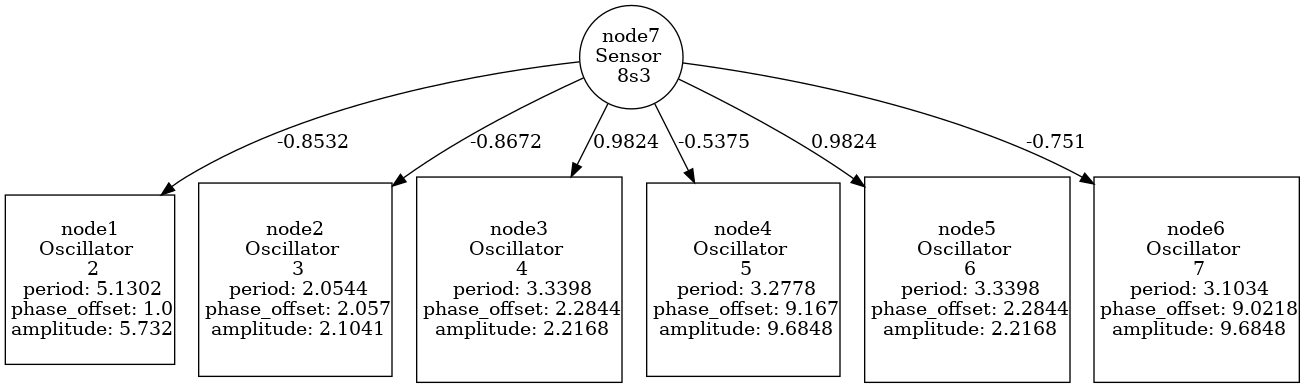 node7
Sensor
8s3
-0.8532
-0.8672
0.9824
-0.5375
0.9824
-0.751
node1
Oscillator
2
period: 5.1302
phase_offset: 1.0
amplitude: 5.732
node2
Oscillator
3
period: 2.0544
phase_offset: 2.057
amplitude: 2.1041
node3
Oscillator
4
period: 3.3398
phase_offset: 2.2844
amplitude: 2.2168
node4
Oscillator
5
period: 3.2778
phase_offset: 9.167
amplitude: 9.6848
node5
Oscillator
6
period: 3.3398
phase_offset: 2.2844
amplitude: 2.2168
node6
Oscillator
7
period: 3.1034
phase_offset: 9.0218
amplitude: 9.6848